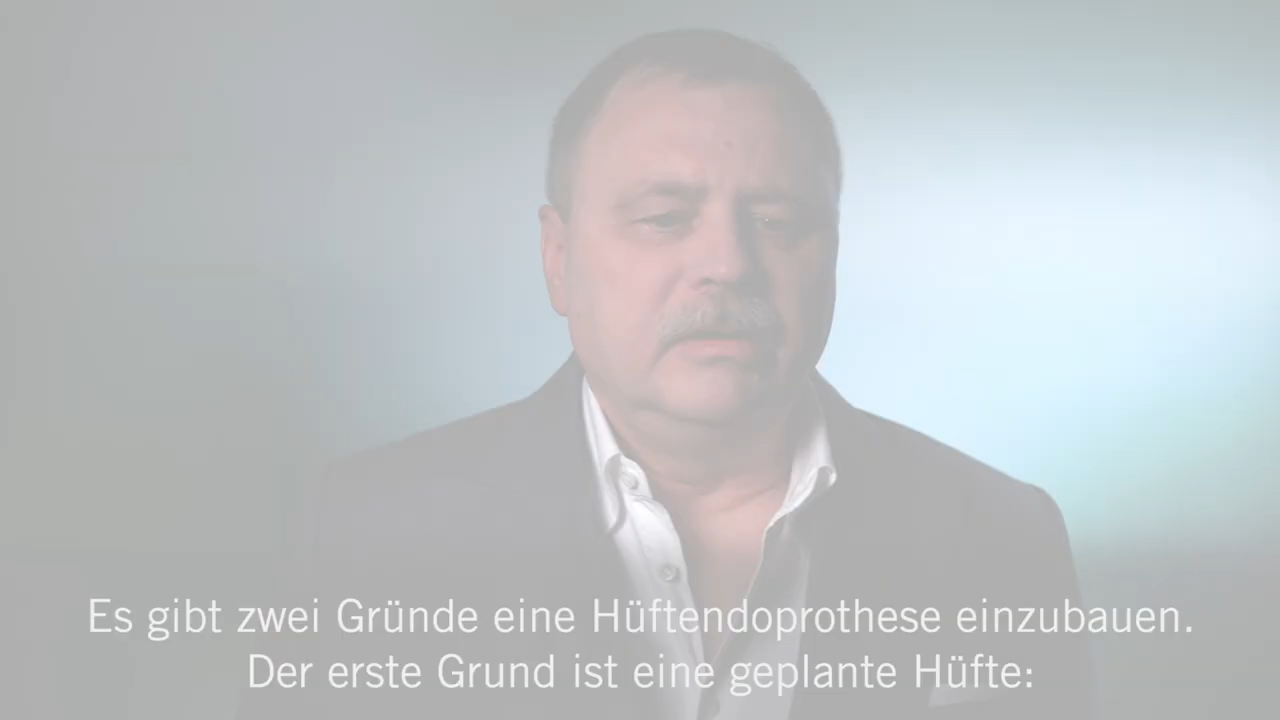 Es gibt zwei Gründe eine Hüftendoprothese einzubauen.
Der erste Grund ist eine geplante Hüfte: